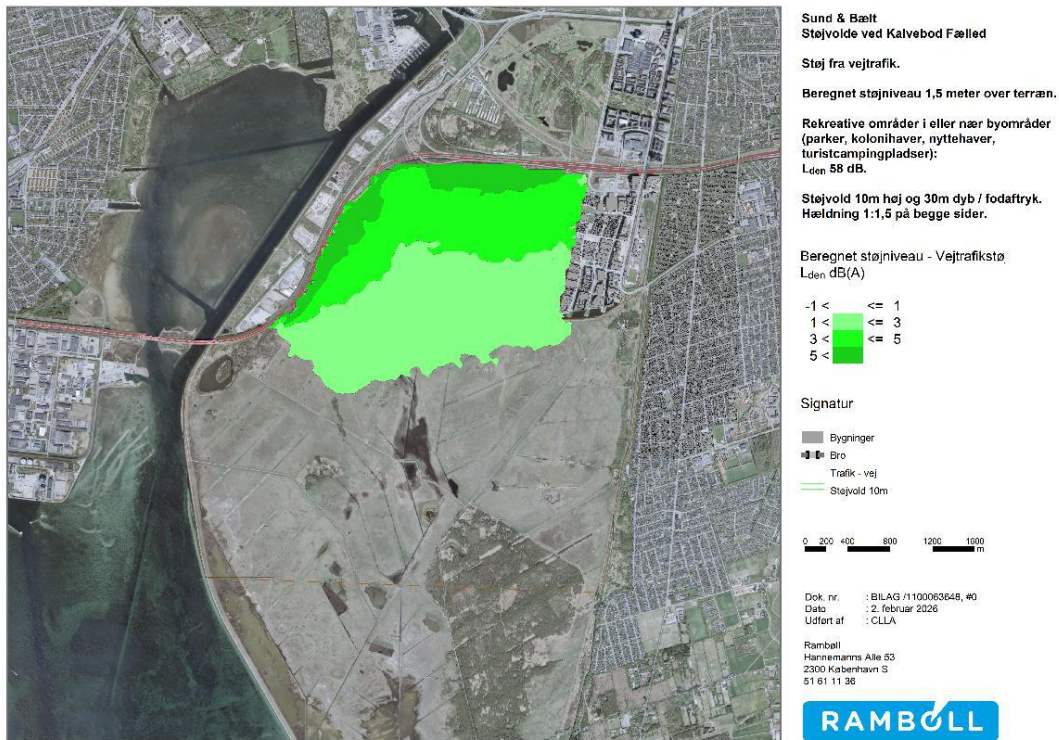 Sund & Bælt
Støjvolde ved Kalvebod Fælled
Støj fra vejtrafik.
Beregnet støjniveau 1,5 meter over terræn.
Rekreative områder i eller nær byområder
(parker, kolonihaver, nyttehaver,
turistcampingpladser):
Lden 58 dB.
Støjvold 10m høj og 30m dyb / fodaftryk.
Hældning 1:1,5 på begge sider.
Beregnet støjniveau - Vejtrafikstø
Lden dB(A)
-1 < <= 1
1 < <= 3
3 < <= 5
5 <
Signatur
Bygninger
Bro
Trafik - vej
Støjvold 10m
0 200 400 800 1200 1600
m
Dok. nr. : BILAG /1100063648, #0
Dato : 2. februar 2026
Udført af : CLLA
Rambøll
Hannemanns Alle 53
2300 København S
51 61 11 36
RAMBOLL